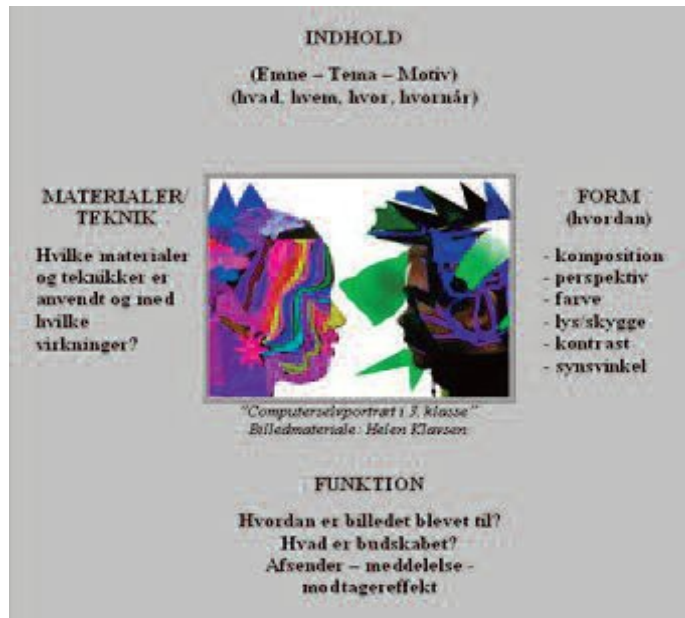 INDHOLD
(Emne – Tema – Motiv)
(hvad, hvem, hvor, hvornår)
MATERIALER/
TEKNIK
Hvilke materialer
og teknikker er
anvendt og med
hvilke
virkninger?
FORM
(hvordan)
- komposition
- perspektiv
- farve
- lys/skygge
- kontrast
- synsvinkel
"Computerselvportræt i 3. klasse"
Billedmateriale: Helen Klavsen
FUNKTION
Hvordan er billedet blevet til?
Hvad er budskabet?
Afsender – meddelelse -
modtagereffekt